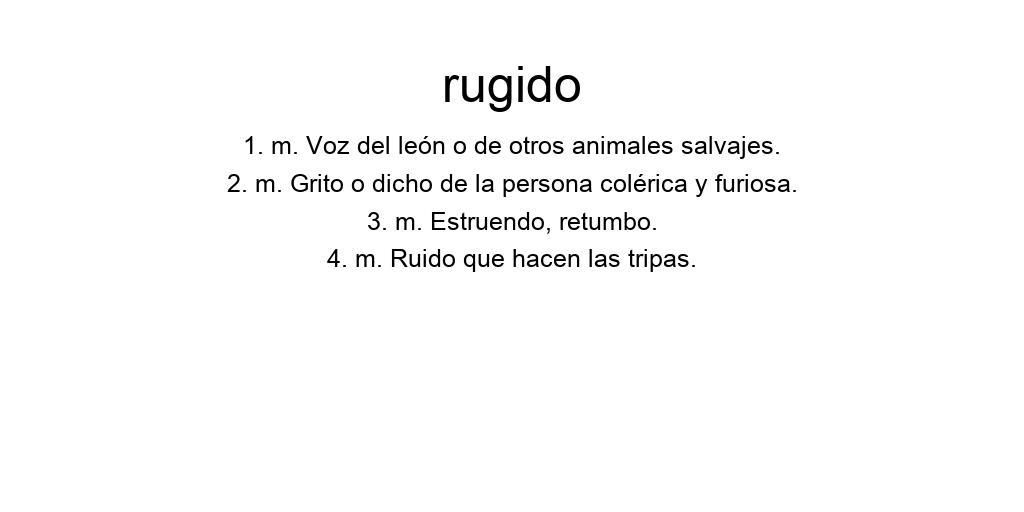 rugido
1. m. Voz del león o de otros animales salvajes.
2. m. Grito o dicho de la persona colérica y furiosa.
3. m. Estruendo, retumbo.
4. m. Ruido que hacen las tripas.